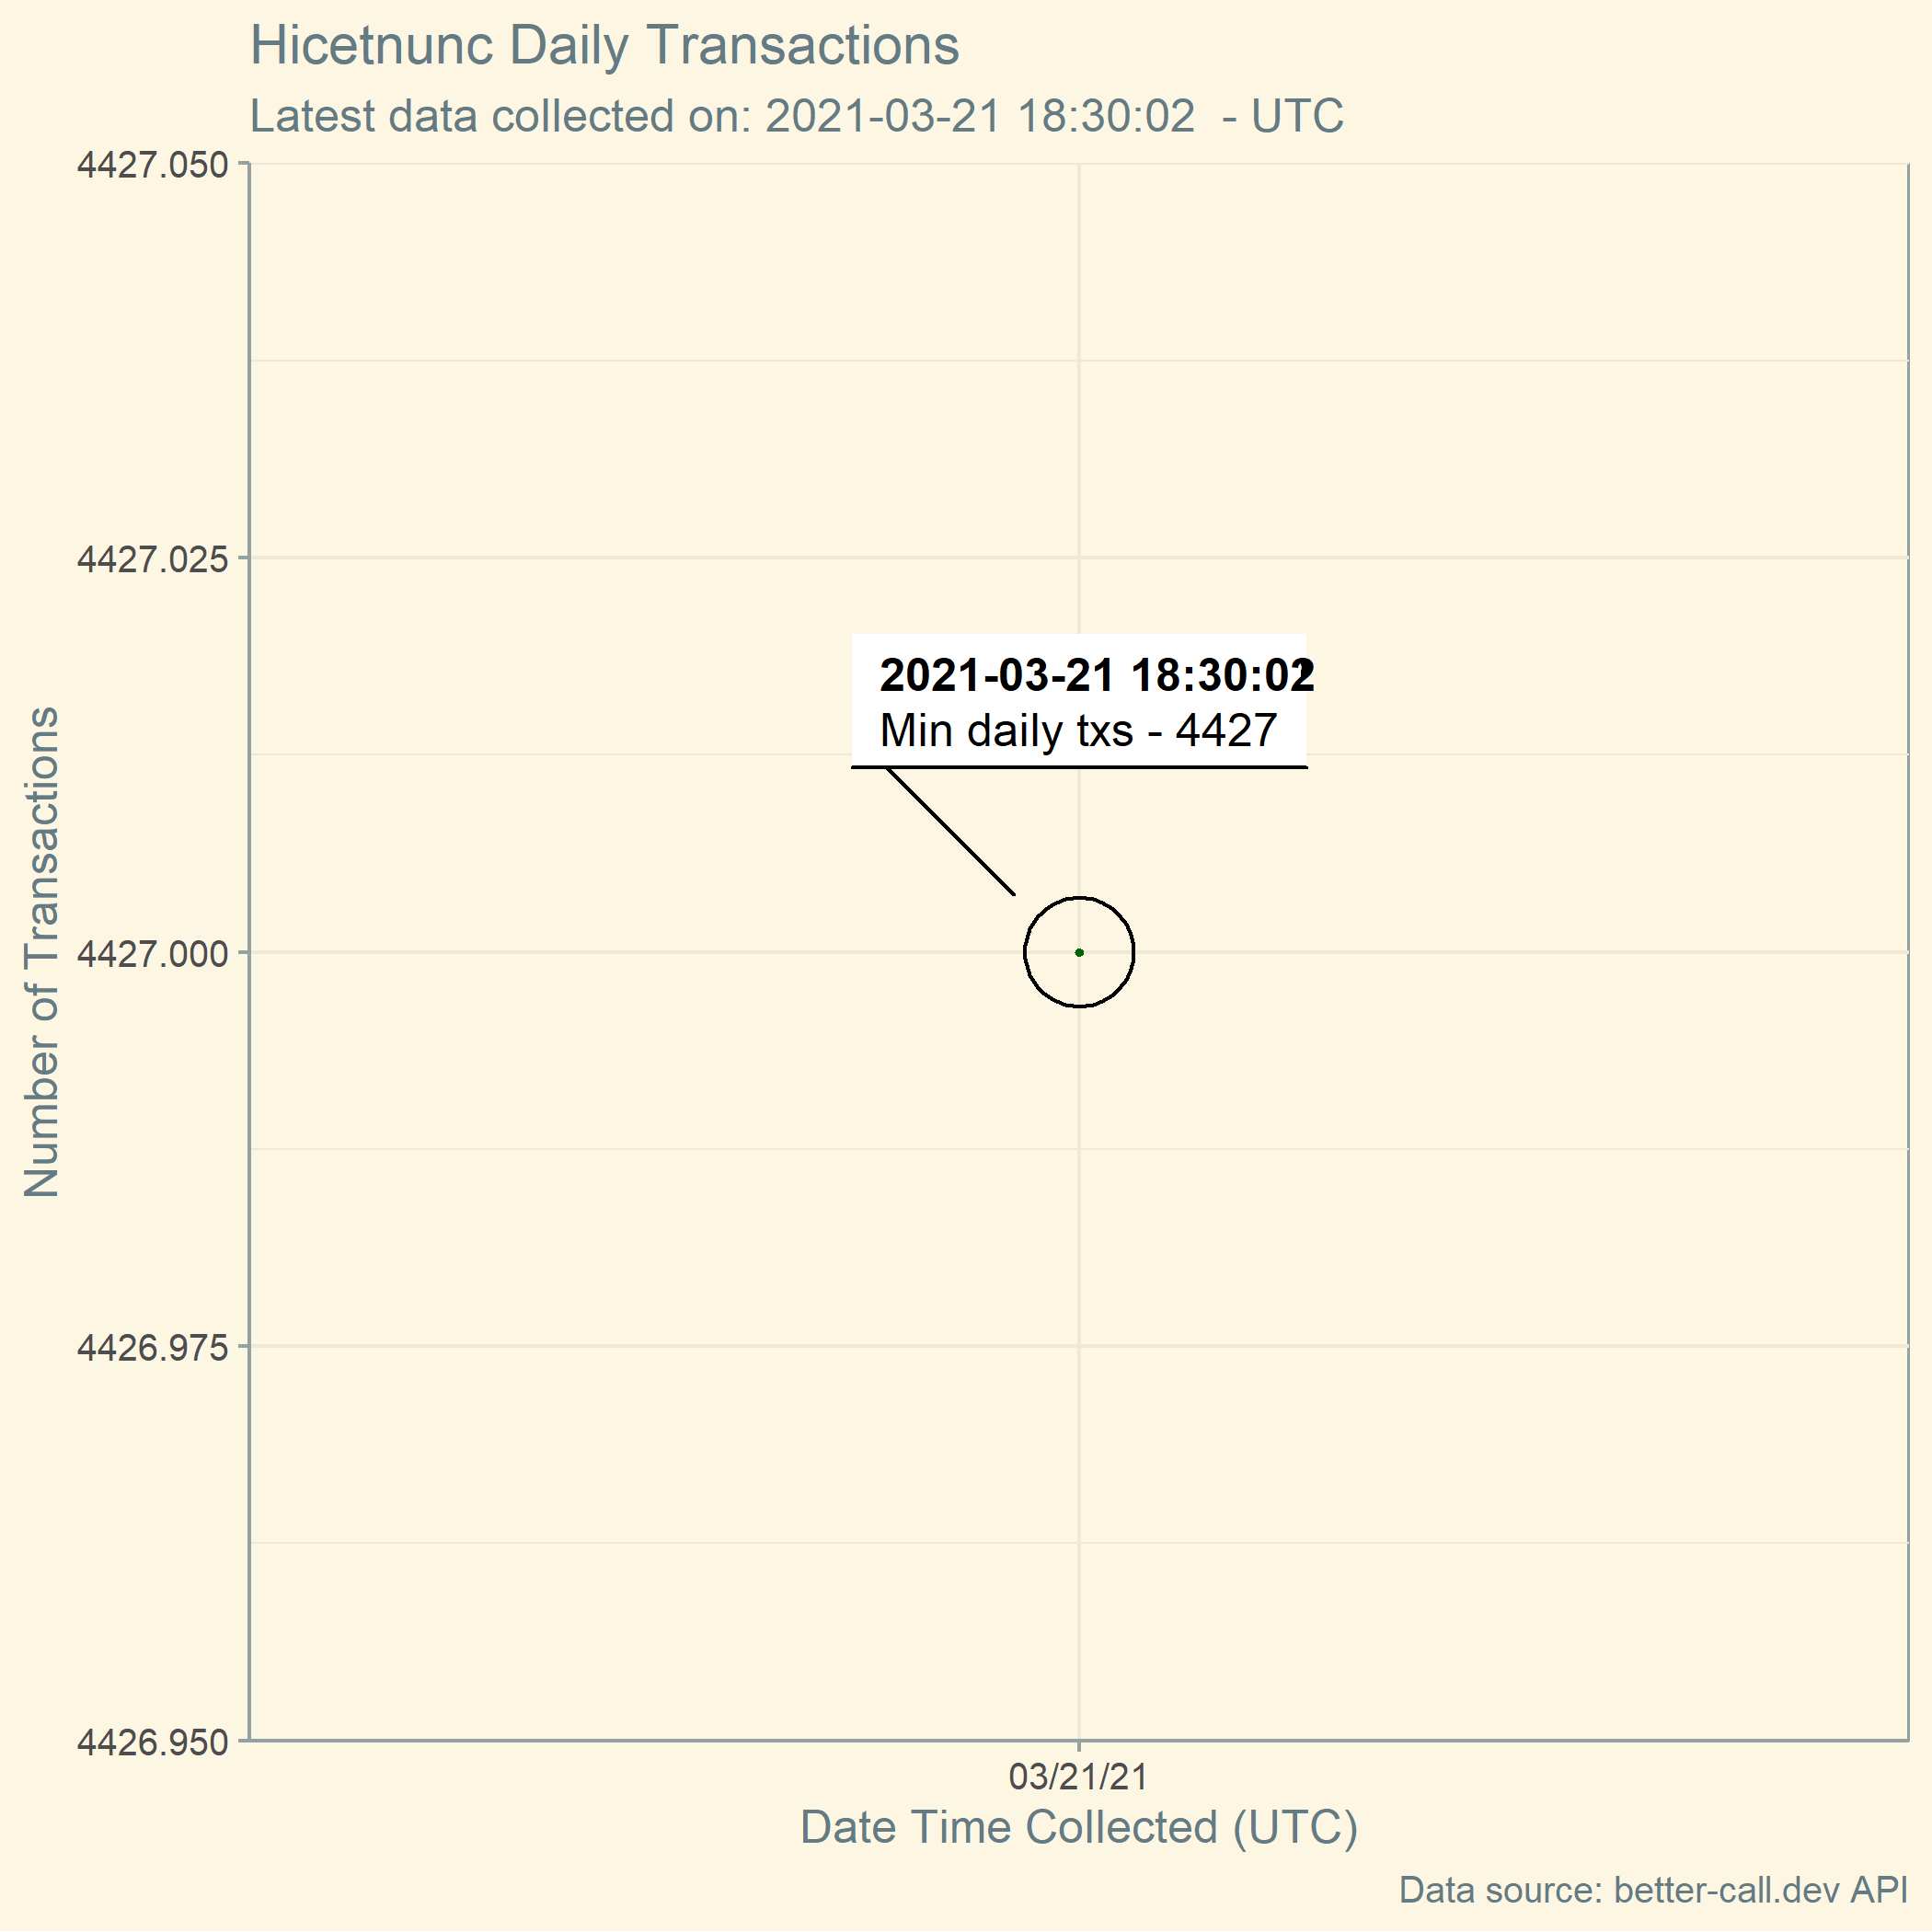 Hicetnunc Daily Transactions
Latest data collected on: 2021-03-21 18:30:02  - UTC
4427.050
4427.025
2021-03-21 18:30:02
Min daily txs - 4427
Number of Transactions
4427.000
4426.975
4426.950
03/21/21
Date Time Collected (UTC)
Data source: better-call.dev API